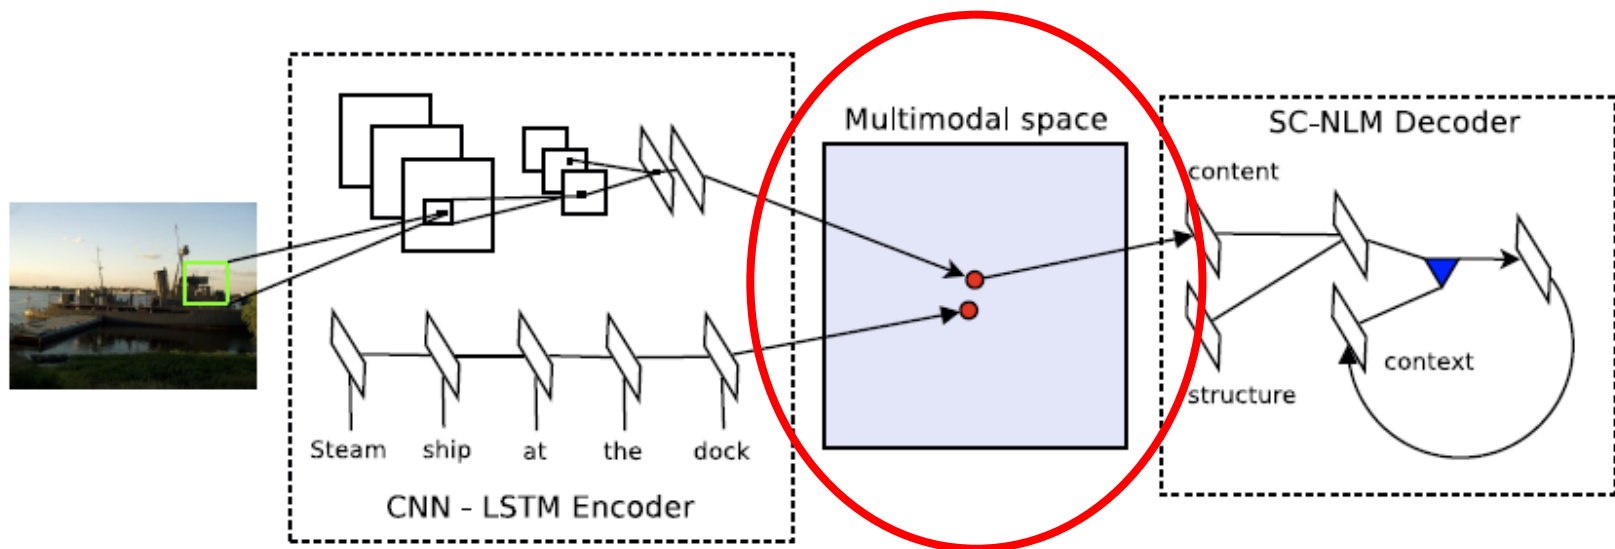 Steam ship at the dock
CNN - LSTM Encoder
Multimodal space
SC-NLM Decoder
content
context
structure